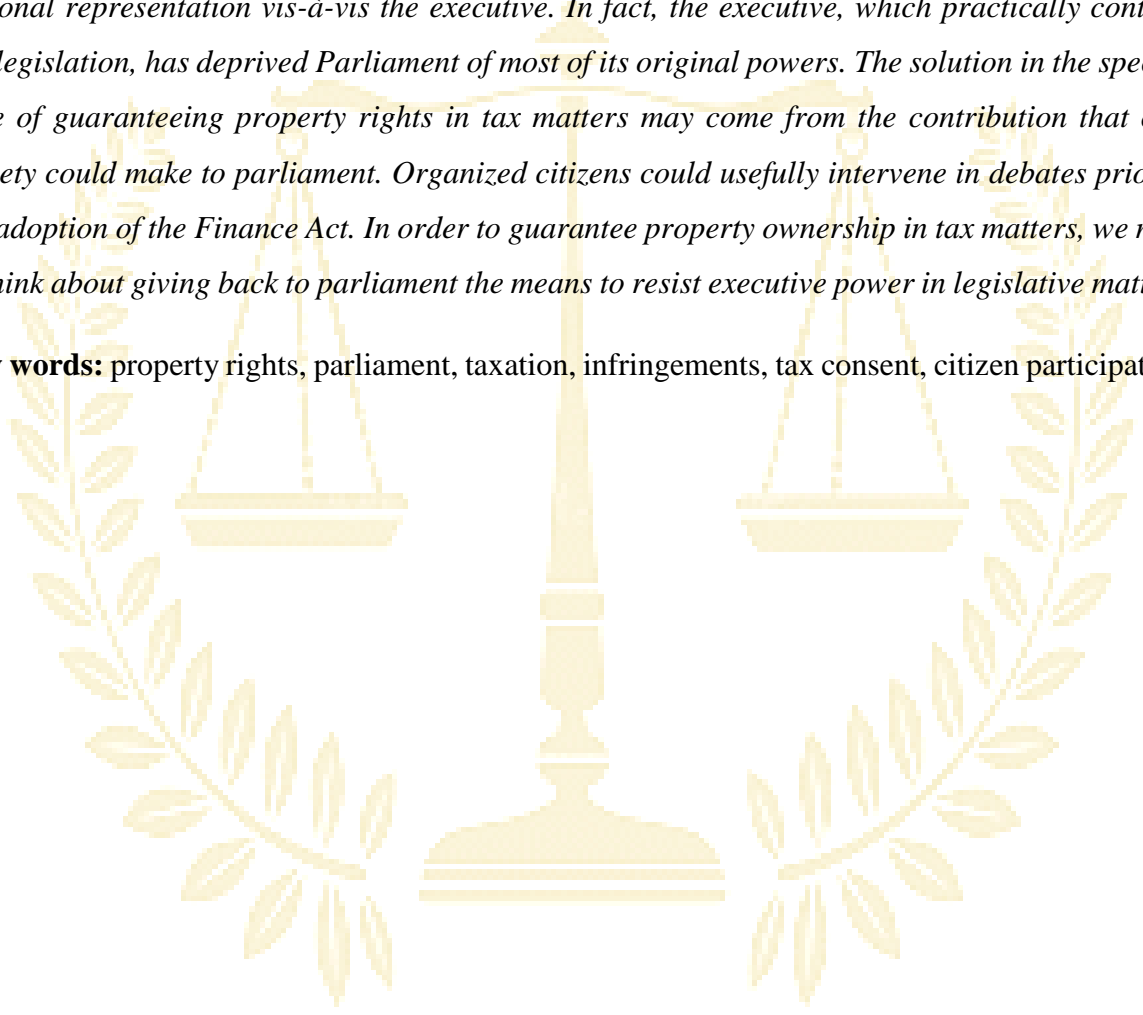 onal representation vis-à-vis the executive. In fact, the executive, which practically cont
legislation, has deprived Parliament of most of its original powers. The solution in the spec
e of guaranteeing property rights in tax matters may come from the contribution that
ety could make to parliament. Organized citizens could usefully intervene in debates prio
adoption of the Finance Act. In order to guarantee property ownership in tax matters, we
ink about giving back to parliament the means to resist executive power in legislative mat
words: property rights, parliament, taxation, infringements, tax consent, citizen participat